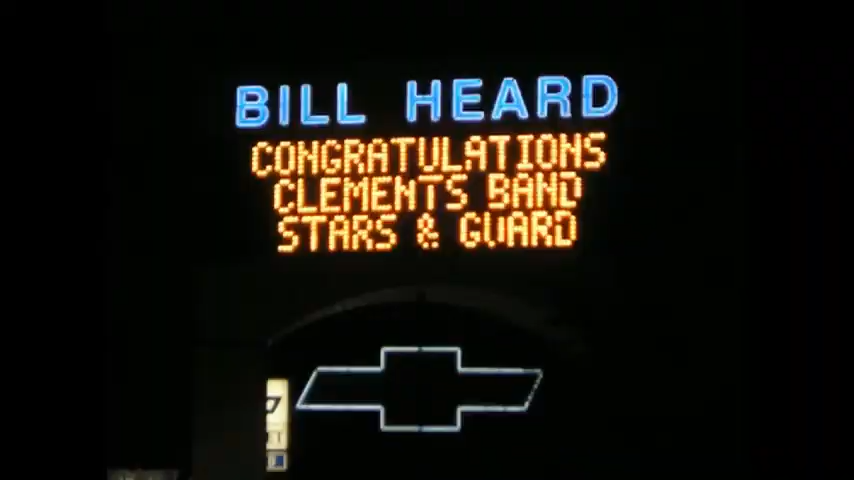 BILL HEARD
CONGRATULATIONS
CLEMENTS BAND
STARS & GUARD